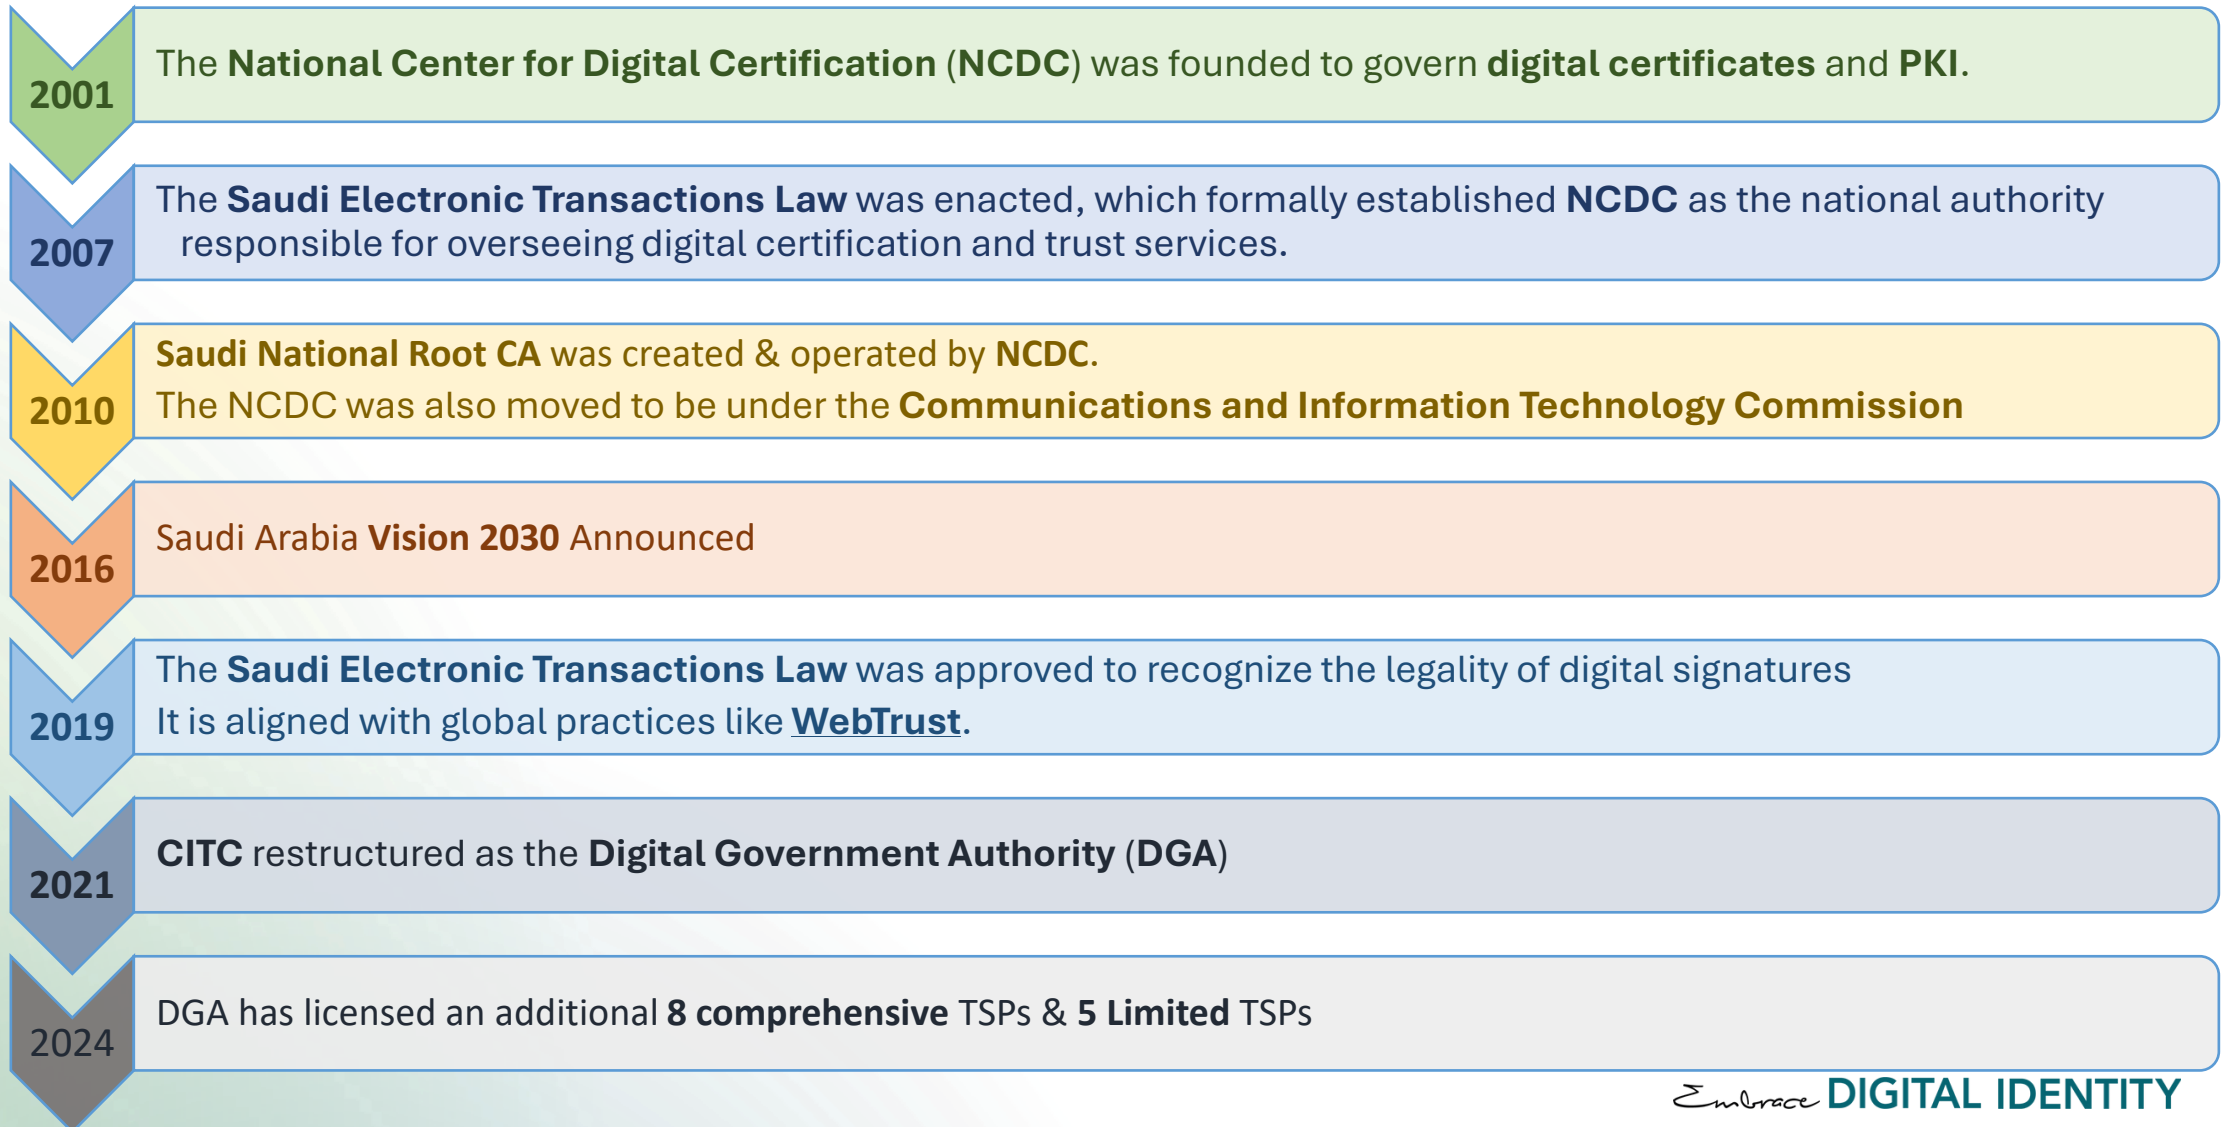 2001
The National Center for Digital Certification (NCDC) was founded to govern digital certificates and PKI.
2007
The Saudi Electronic Transactions Law was enacted, which formally established NCDC as the national authority
responsible for overseeing digital certification and trust services.
2010
Saudi National Root CA was created & operated by NCDC.
The NCDC was also moved to be under the Communications and Information Technology Commission
2016
Saudi Arabia Vision 2030 Announced
2019
The Saudi Electronic Transactions Law was approved to recognize the legality of digital signatures
It is aligned with global practices like WebTrust.
2021
CITC restructured as the Digital Government Authority (DGA)
2024
DGA has licensed an additional 8 comprehensive TSPs & 5 Limited TSPs
Embrace DIGITAL IDENTITY